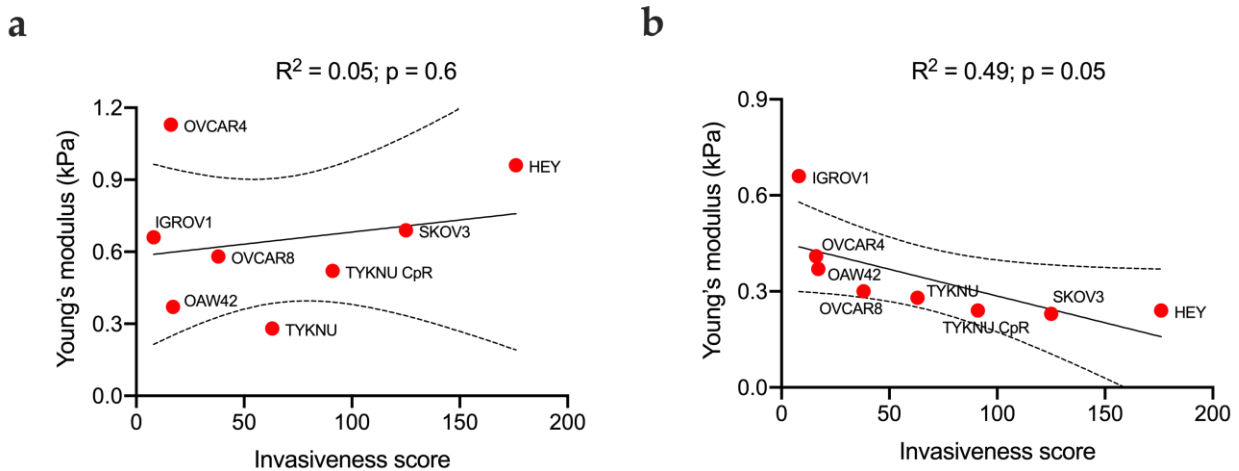 a
R² = 0.05; p = 0.6
Young's modulus (kPa)
1.2
0.9
0.6
0.3
0.0
OVCAR4
HEY
IGROV1
SKOV3
OVCAR8
TYKNU CpR
OAW42
TYKNU
0
50
100
150
200
Invasiveness score
b
R² = 0.49; p = 0.05
Young's modulus (kPa)
0.9
0.6
0.3
0.0
IGROV1
OVCAR4
OAW42
TYKNU
SKOV3
OVCAR8
HEY
TYKNU CpR
0
50
100
150
200
Invasiveness score